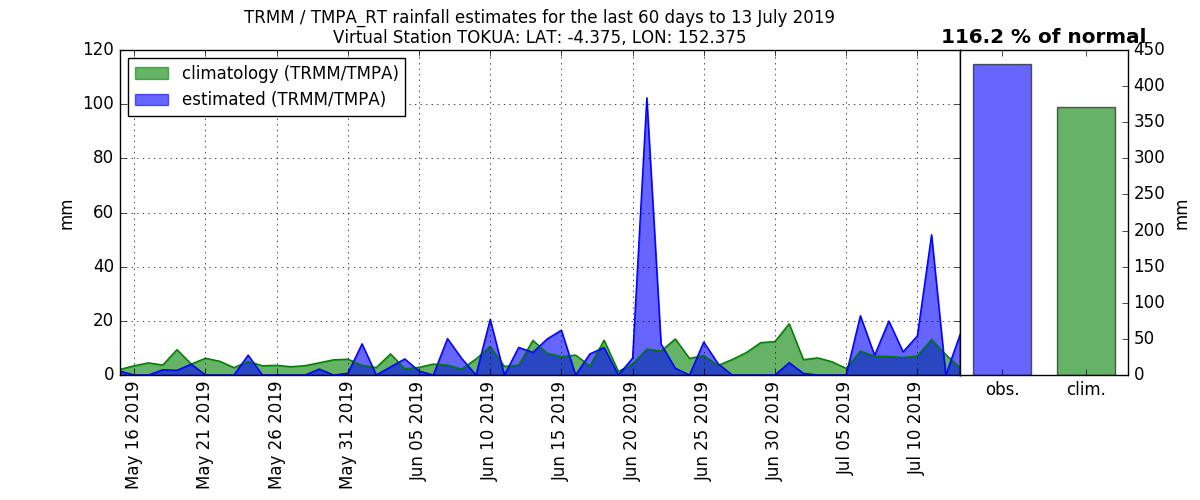 TRMM / TMPA_RT rainfall estimates for the last 60 days to 13 July 2019
Virtual Station TOKUA: LAT: -4.375, LON: 152.375
116.2 % of normal
climatology (TRMM/TMPA)
estimated (TRMM/TMPA)
mm
120
100
80
60
40
20
0
May 16 2019
May 21 2019
May 26 2019
May 31 2019
Jun 05 2019
Jun 10 2019
Jun 15 2019
Jun 20 2019
Jun 25 2019
Jun 30 2019
Jul 05 2019
Jul 10 2019
obs.
clim.
450
400
350
300
250
200
150
100
50
0
mm